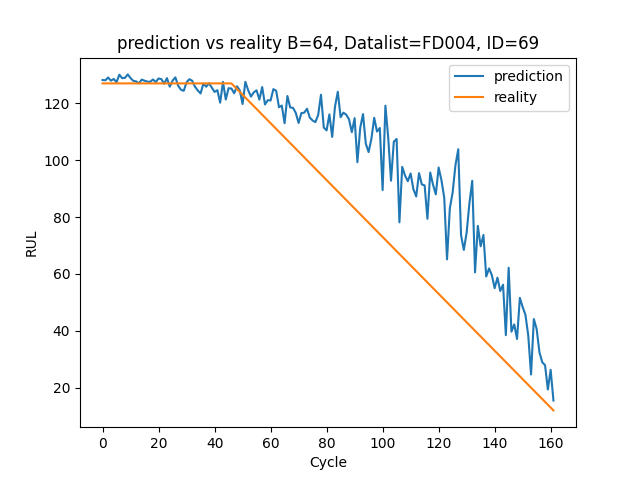 prediction vs reality B=64, Datalist=FD004, ID=69
prediction
reality
RUL
120
100
80
60
40
20
0 20 40 60 80 100 120 140 160
Cycle